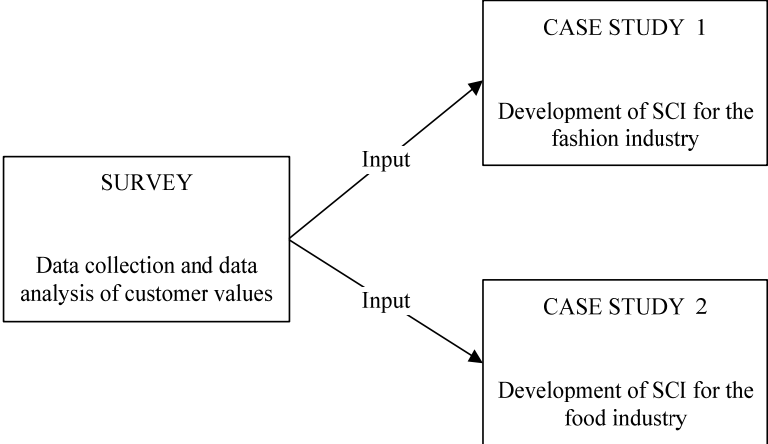 CASE STUDY 1
Development of SCI for the
fashion industry
Input
SURVEY
Data collection and data
analysis of customer values
Input
CASE STUDY 2
Development of SCI for the
food industry